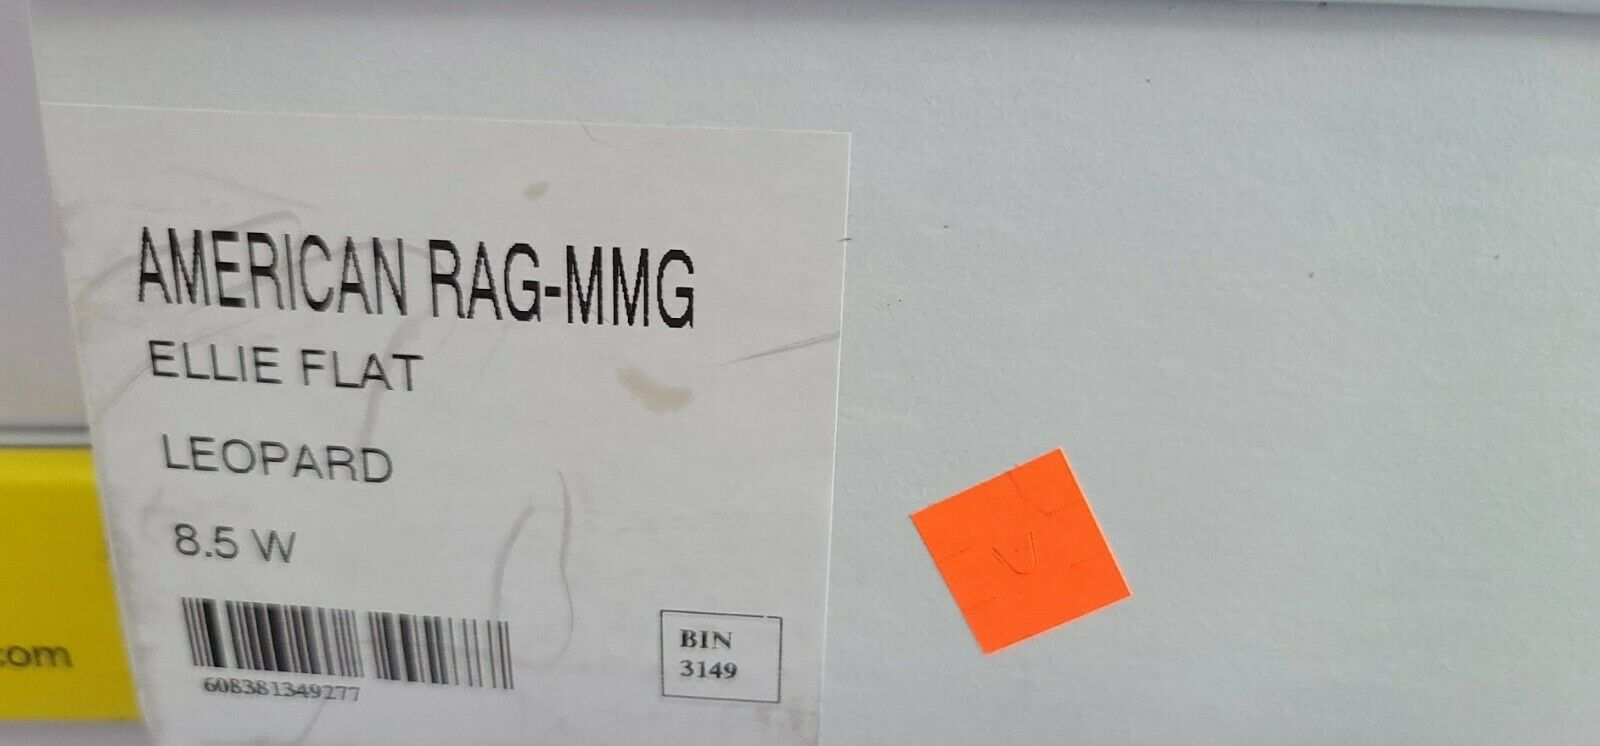 AMERICAN RAG-MMG
ELLIE FLAT
LEOPARD
8.5 W
608381349277
BIN
3149
com